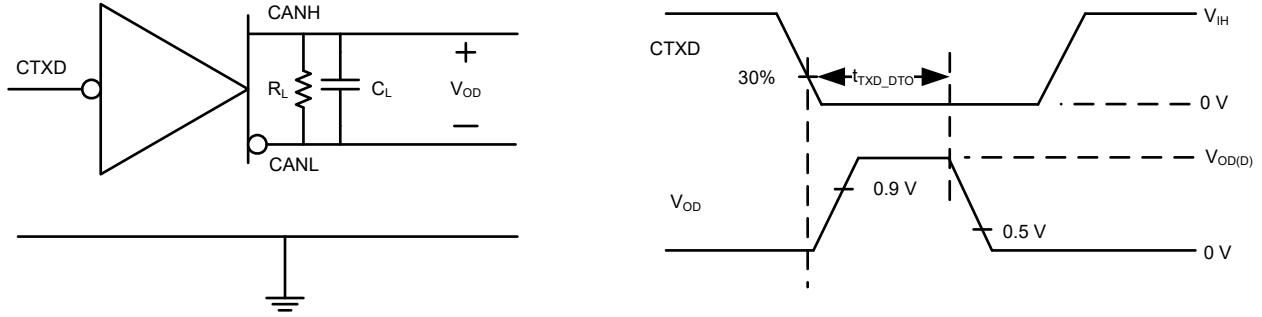 CANH
CTXD
R_L
C_L
+
V_OD
—
CANL
V_IH
CTXD
30%
t_TXD_DTO
0 V
V_OD(D)
0.9 V
V_OD
0.5 V
0 V